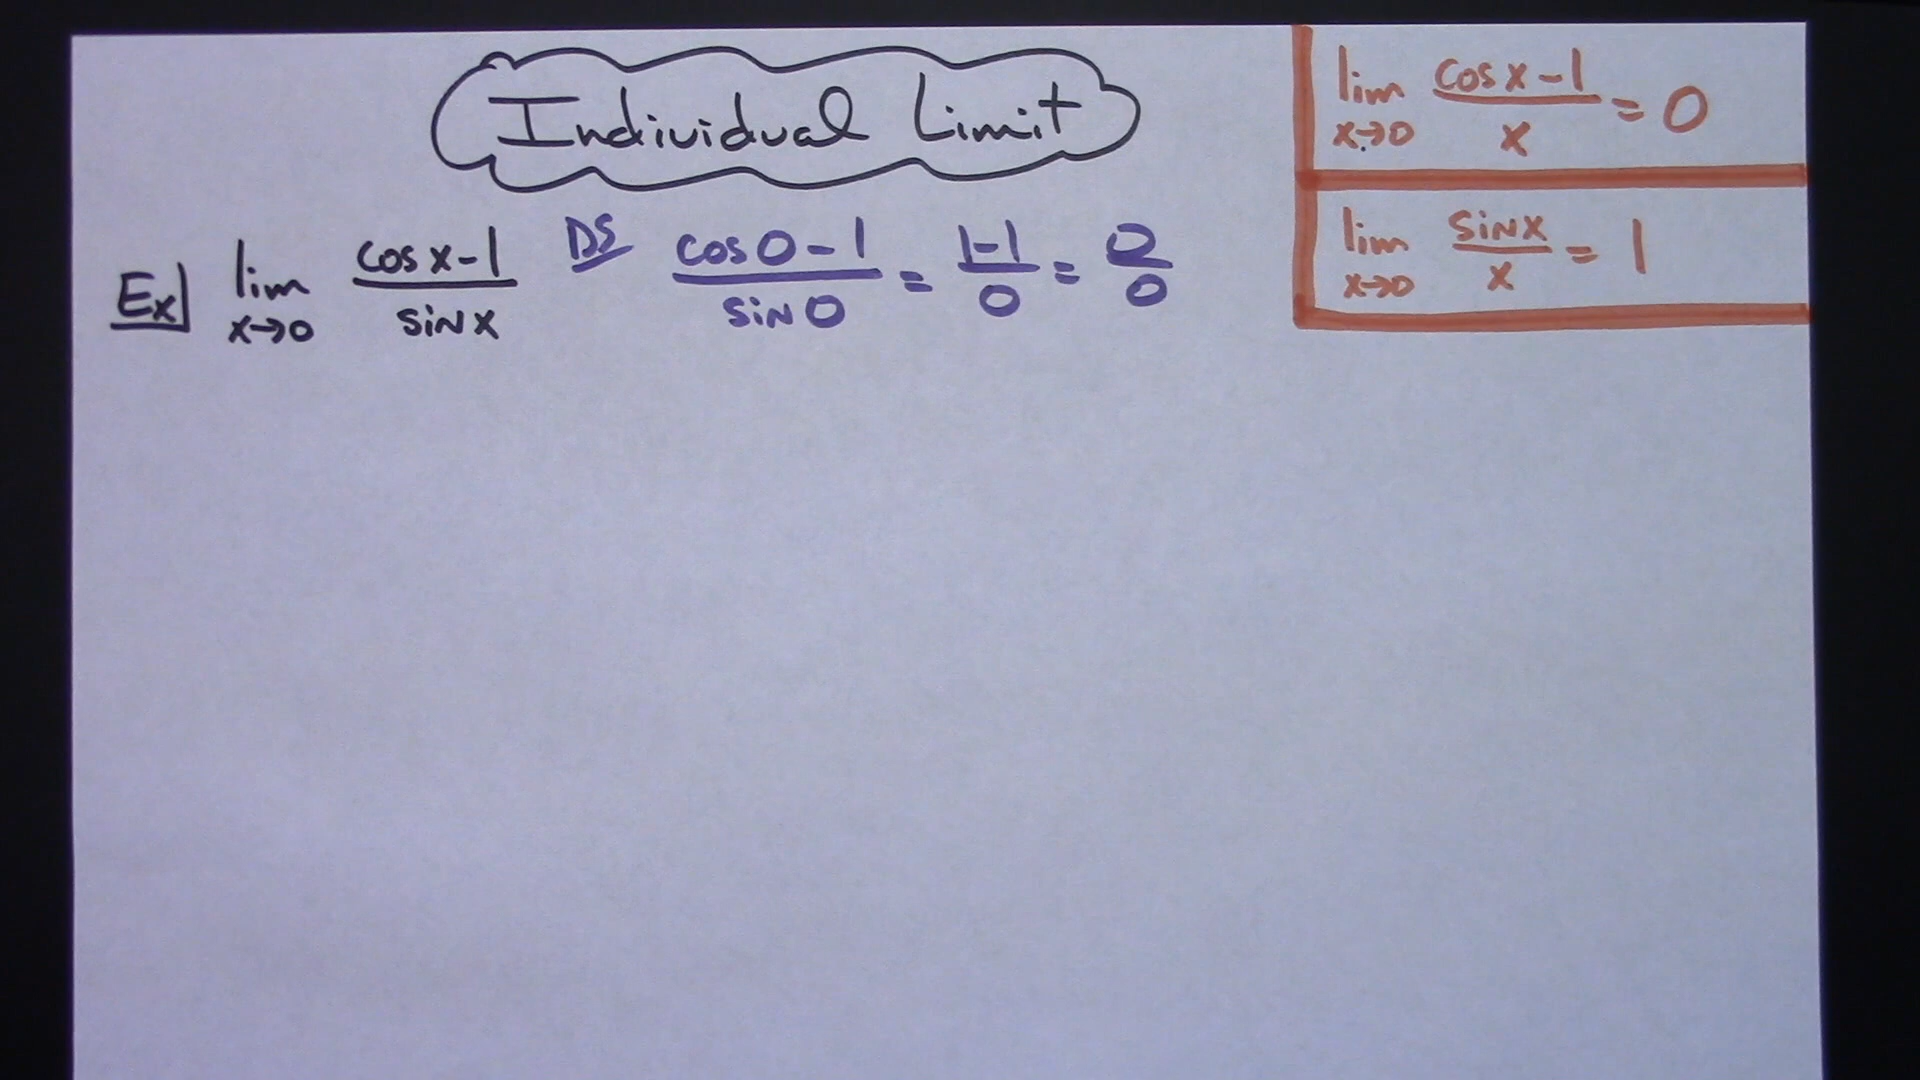 Individual Limit
lim x→0 (cos x − 1)/x = 0
lim x→0 (sin x)/x = 1
Ex) lim x→0 (cos x − 1)/(sin x) DS (cos 0 − 1)/(sin 0) = (1 − 1)/0 = 0/0